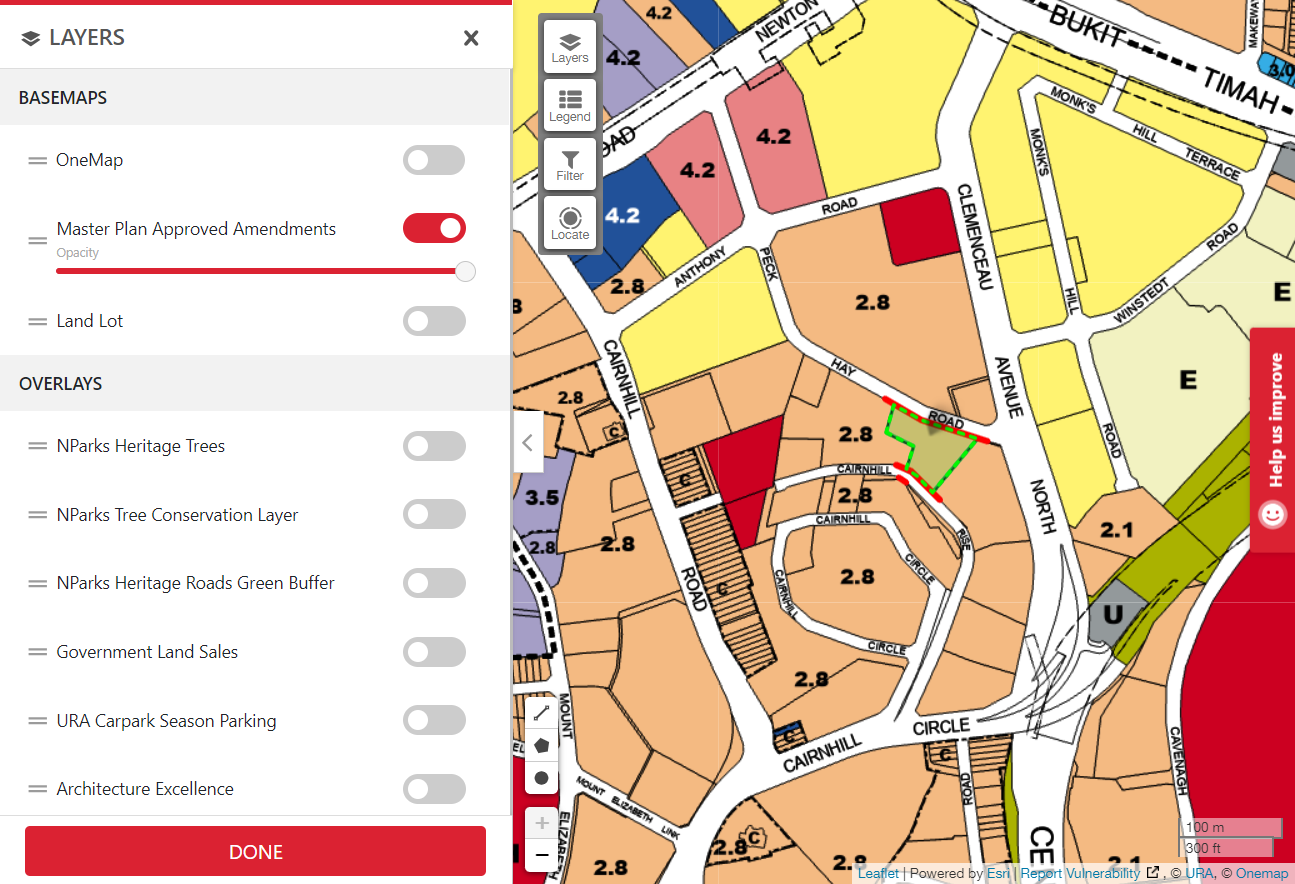 LAYERS
BASEMAPS
OneMap
Master Plan Approved Amendments
Opacity
Land Lot
OVERLAYS
NParks Heritage Trees
NParks Tree Conservation Layer
NParks Heritage Roads Green Buffer
Government Land Sales
URA Carpark Season Parking
Architecture Excellence
DONE
Layers
Legend
Filter
Locate
Help us improve
4.2
4.2
NEWTON
BUKIT
TIMAH
MAKEWAY
3.0
MONK'S
HILL
TERRACE
4.2
4.2
4.2
ROAD
MONK'S
HILL
ROAD
CLEMENCEAU
AVENUE
NORTH
ANTHONY
PECK
HAY
ROAD
WINSTEDT
ROAD
ROAD
E
E
2.8
2.8
8
CAIRNHILL
ROAD
2.8
C
2.8
CAIRNHILL
2.8
CAIRNHILL
RISE
CIRCLE
CAIRNHILL
2.8
CIRCLE
C
3.5
2.8
2.8
C
2.1
U
2.8
C
CAIRNHILL
CIRCLE
C
ROAD
MOUNT
ELIZABETH
MOUNT
ELIZABETH
LINK
CAVENAGH
2.8
C
2.8
2.8
CE
2.1
100 m
300 ft
Leaflet | Powered by Esri | Report Vulnerability , © URA, © Onemap